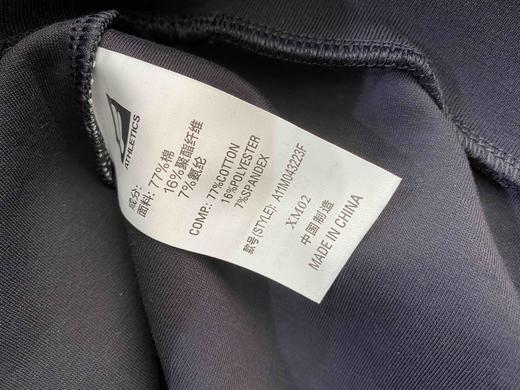 ATHLETICS
成分:
面料: 77%棉
16%聚酯纤维
7%氨纶
COMP.: 77%COTTON
16%POLYESTER
7%SPANDEX
款号(STYLE): A11M043223F
XM02
中国制造
MADE IN CHINA